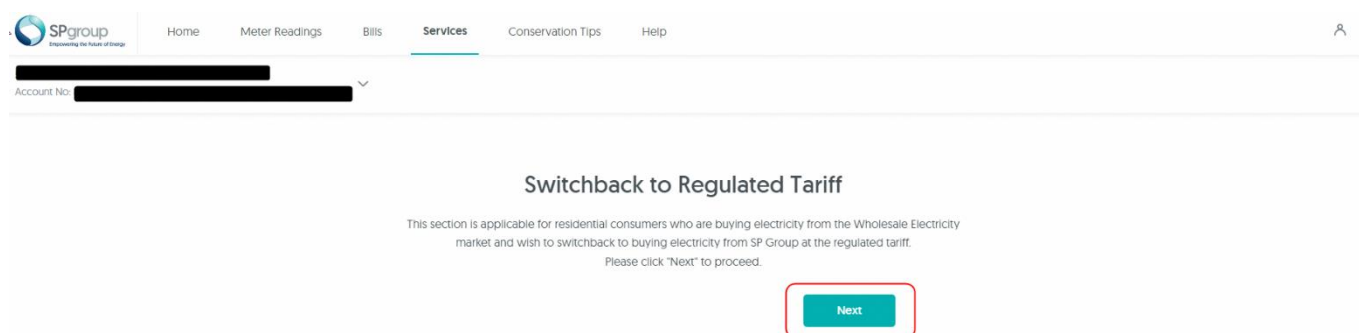 SPgroup
Empowering the Future of Energy
Home Meter Readings Bills Services Conservation Tips Help
Account No:
Switchback to Regulated Tariff
This section is applicable for residential consumers who are buying electricity from the Wholesale Electricity
market and wish to switchback to buying electricity from SP Group at the regulated tariff.
Please click "Next" to proceed.
Next